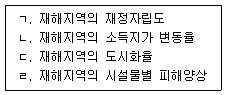 ㄱ. 재해지역의 재정자립도
ㄴ. 재해지역의 소득지가 변동율
ㄷ. 재해지역의 도시화율
ㄹ. 재해지역의 시설물별 피해양상